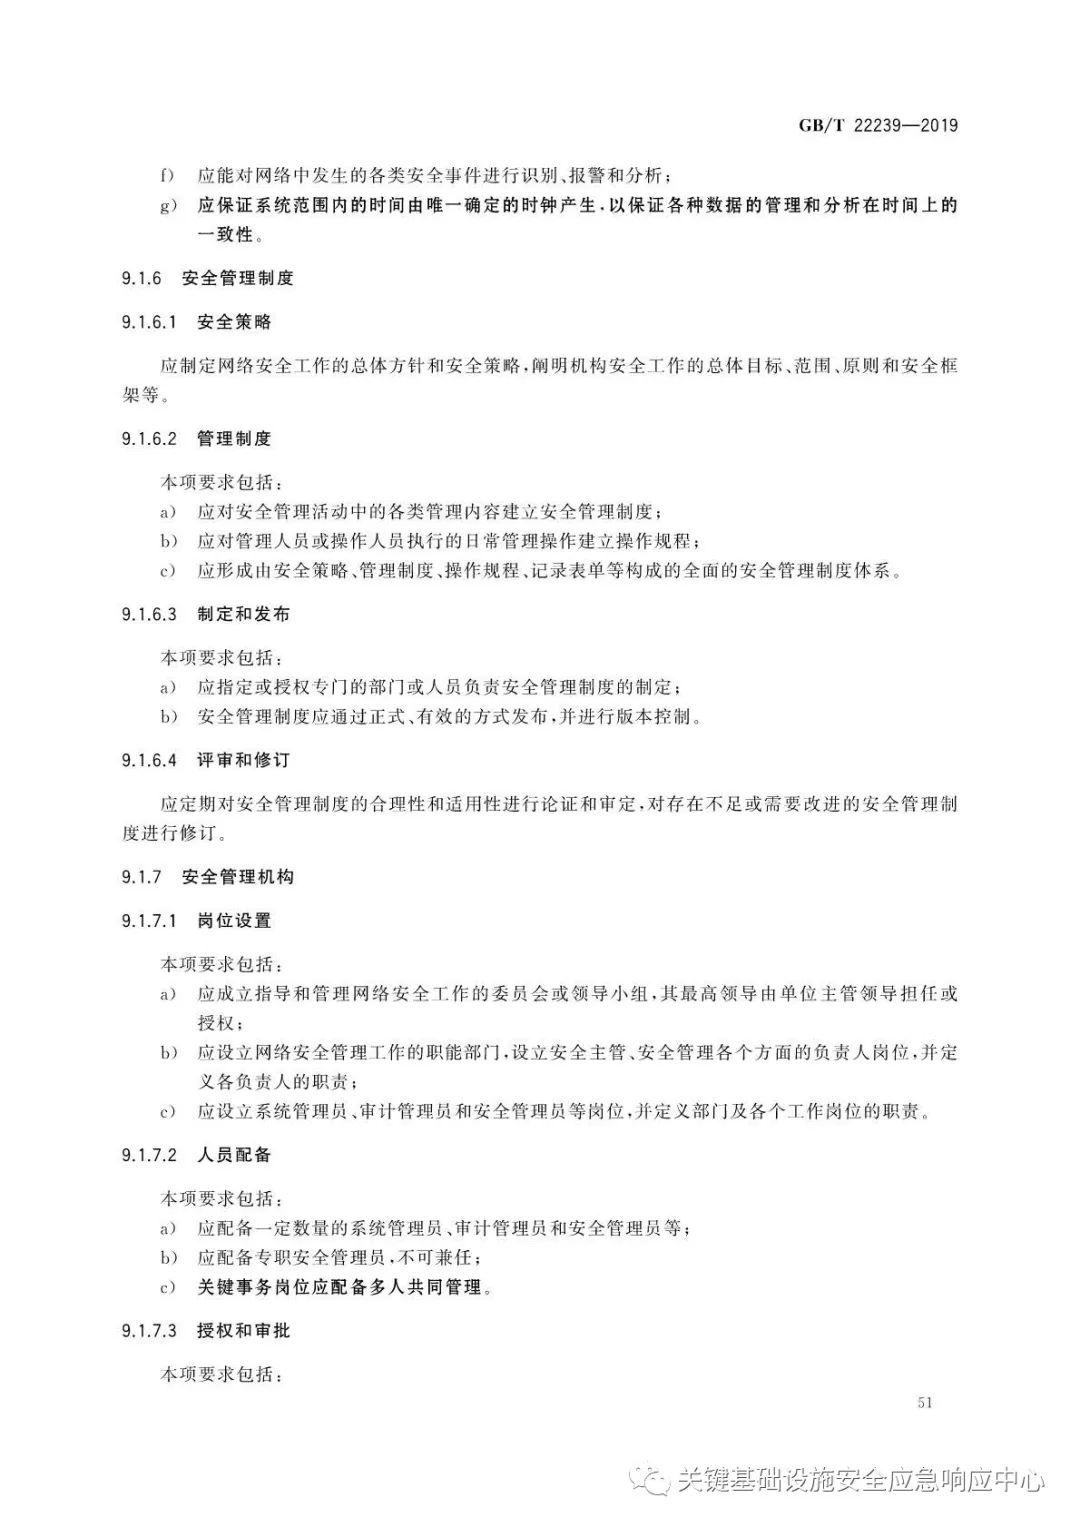 GB/T 22239—2019
f) 应能对网络中发生的各类安全事件进行识别、报警和分析；
g) 应保证系统范围内的时间由唯一确定的时钟产生，以保证各种数据的管理和分析在时间上的
一致性。
9.1.6 安全管理制度
9.1.6.1 安全策略
应制定网络安全工作的总体方针和安全策略，阐明机构安全工作的总体目标、范围、原则和安全框
架等。
9.1.6.2 管理制度
本项要求包括：
a) 应对安全管理活动中的各类管理内容建立安全管理制度；
b) 应对管理人员或操作人员执行的日常管理操作建立操作规程；
c) 应形成由安全策略、管理制度、操作规程、记录表单等构成的全面的安全管理制度体系。
9.1.6.3 制定和发布
本项要求包括：
a) 应指定或授权专门的部门或人员负责安全管理制度的制定；
b) 安全管理制度应通过正式、有效的方式发布，并进行版本控制。
9.1.6.4 评审和修订
应定期对安全管理制度的合理性和适用性进行论证和审定，对存在不足或需要改进的安全管理制
度进行修订。
9.1.7 安全管理机构
9.1.7.1 岗位设置
本项要求包括：
a) 应成立指导和管理网络安全工作的委员会或领导小组，其最高领导由单位主管领导担任或
授权；
b) 应设立网络安全管理工作的职能部门，设立安全主管、安全管理各个方面的负责人岗位，并定
义各负责人的职责；
c) 应设立系统管理员、审计管理员和安全管理员等岗位，并定义部门及各个工作岗位的职责。
9.1.7.2 人员配备
本项要求包括：
a) 应配备一定数量的系统管理员、审计管理员和安全管理员等；
b) 应配备专职安全管理员，不可兼任；
c) 关键事务岗位应配备多人共同管理。
9.1.7.3 授权和审批
本项要求包括：
51
关键基础设施安全应急响应中心